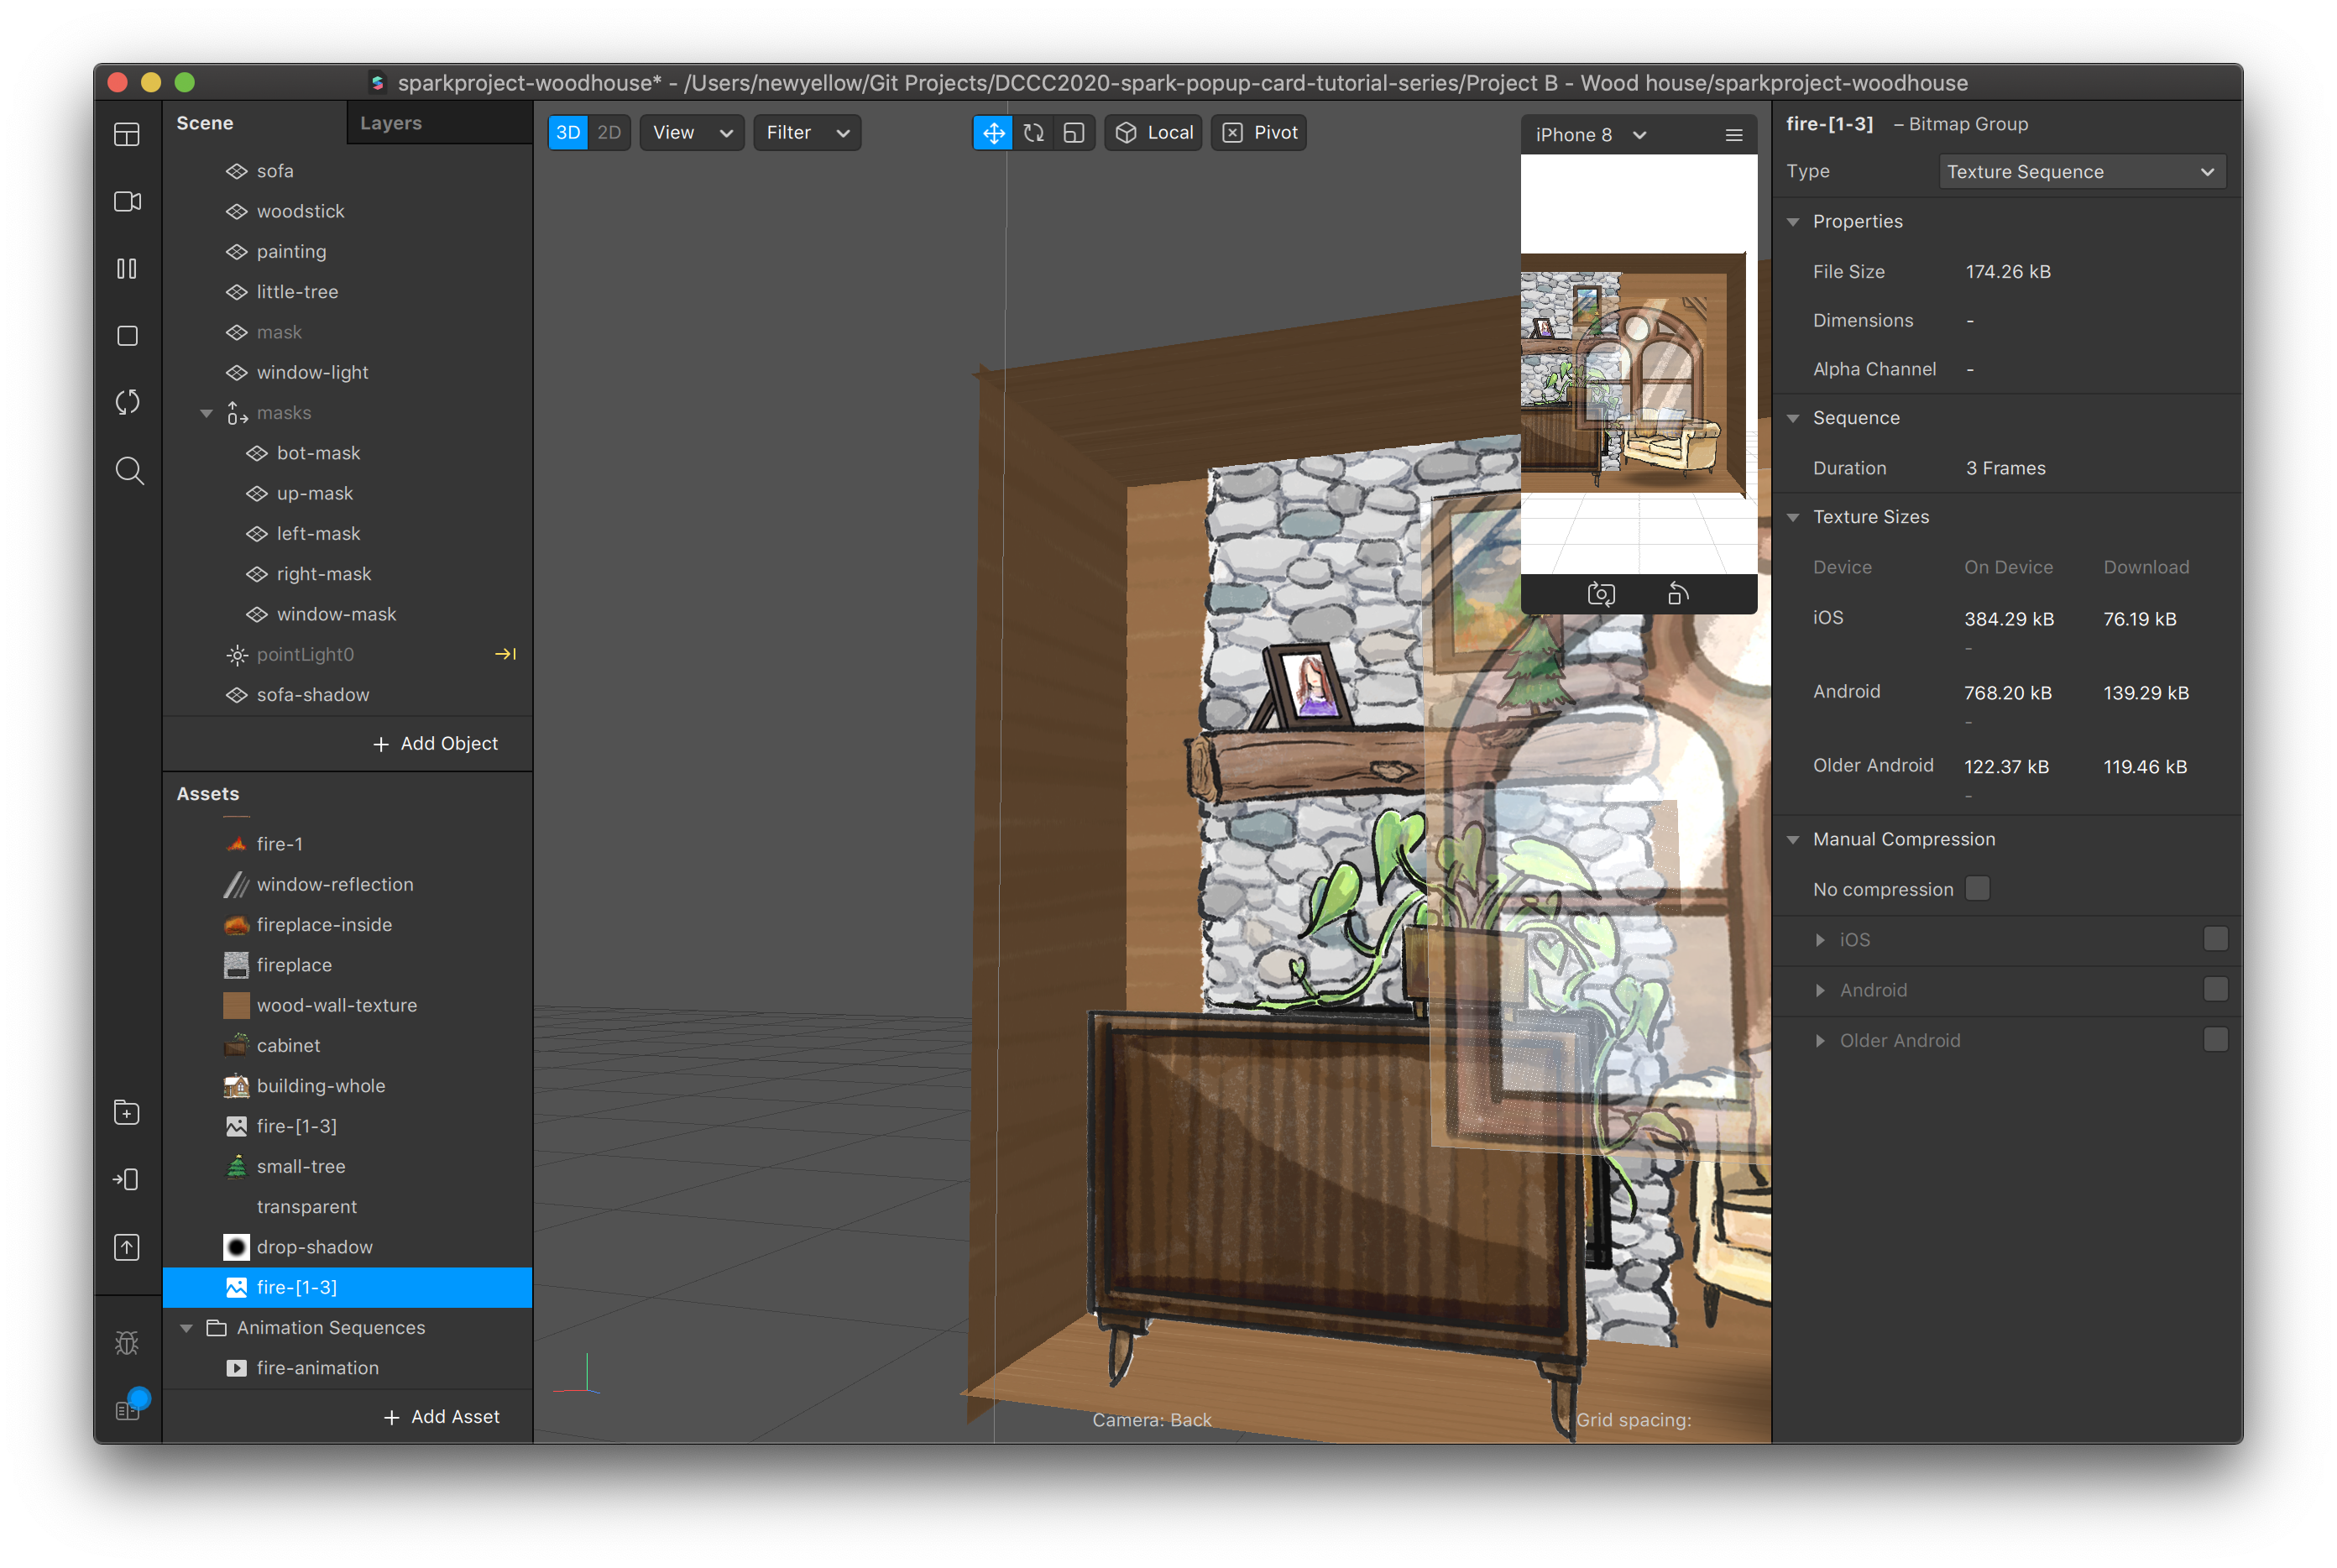 sparkproject-woodhouse* - /Users/newyellow/Git Projects/DCCC2020-spark-popup-card-tutorial-series/Project B - Wood house/sparkproject-woodhouse
Scene
Layers
sofa
woodstick
painting
little-tree
mask
window-light
masks
bot-mask
up-mask
left-mask
right-mask
window-mask
pointLight0
sofa-shadow
+ Add Object
Assets
fire-1
window-reflection
fireplace-inside
fireplace
wood-wall-texture
cabinet
building-whole
fire-[1-3]
small-tree
transparent
drop-shadow
fire-[1-3]
Animation Sequences
fire-animation
+ Add Asset
3D 2D View Filter Local Pivot
iPhone 8
Camera: Back
Grid spacing:
fire-[1-3] – Bitmap Group
Type Texture Sequence
Properties
File Size 174.26 kB
Dimensions -
Alpha Channel -
Sequence
Duration 3 Frames
Texture Sizes
Device On Device Download
iOS 384.29 kB 76.19 kB
-
Android 768.20 kB 139.29 kB
-
Older Android 122.37 kB 119.46 kB
-
Manual Compression
No compression
iOS
Android
Older Android